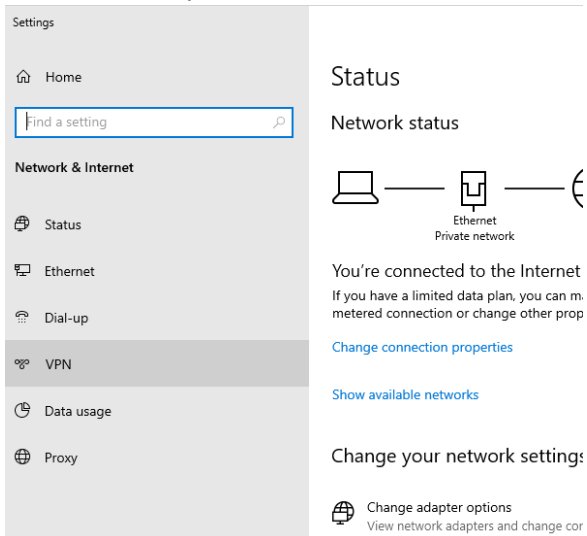 Settings
Home
Find a setting
Network & Internet
Status
Ethernet
Dial-up
VPN
Data usage
Proxy
Status
Network status
Ethernet
Private network
You're connected to the Internet
If you have a limited data plan, you can
metered connection or change other
Change connection properties
Show available networks
Change your network settings
Change adapter options
View network adapters and change